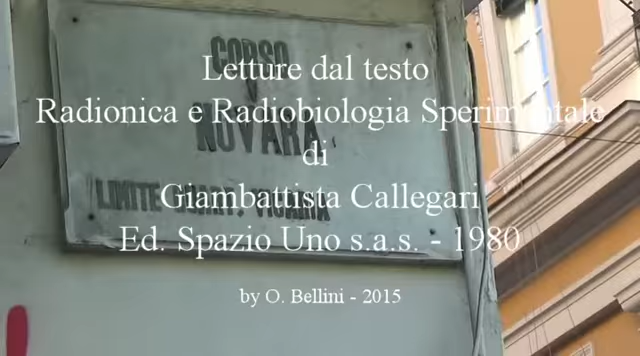 CORSO
Letture dal testo
Radionica e Radiobiologia Sperimentale
NOVARA
di
Giambattista Callegari
LIMITE QUART. VICARIA
Ed. Spazio Uno s.a.s. - 1980
by O. Bellini - 2015